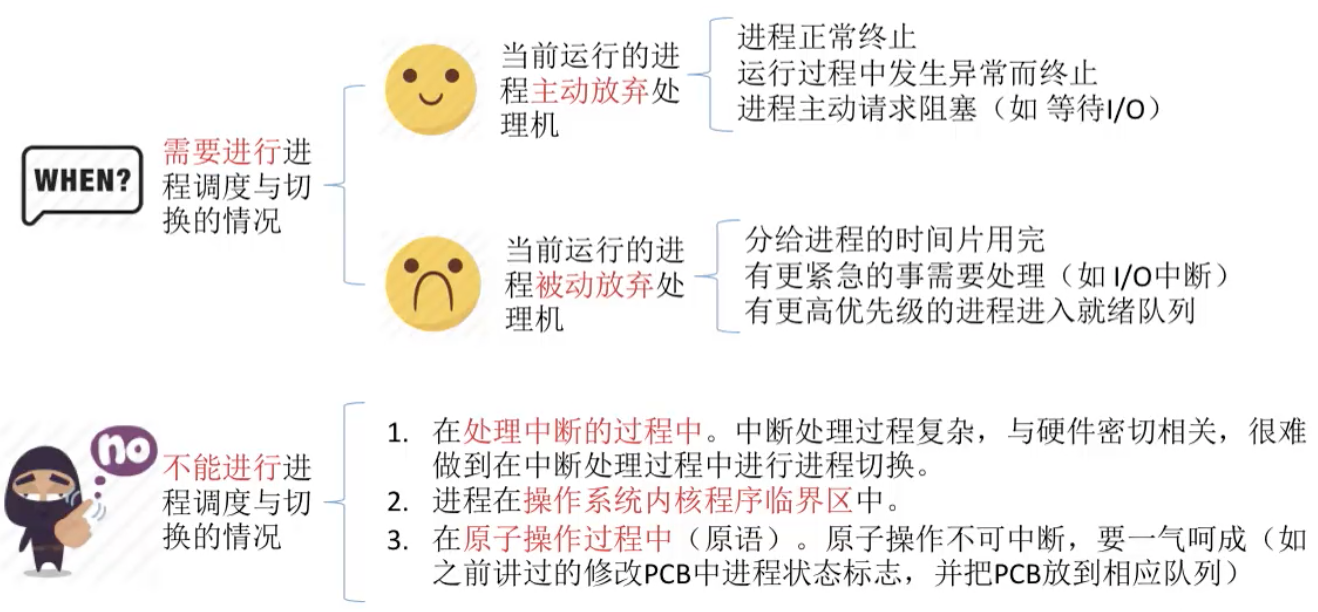 WHEN?
需要进行进
程调度与切
换的情况
当前运行的进
程主动放弃处
理机
进程正常终止
运行过程中发生异常而终止
进程主动请求阻塞（如 等待I/O）
当前运行的进
程被动放弃处
理机
分给进程的时间片用完
有更紧急的事需要处理（如 I/O中断）
有更高优先级的进程进入就绪队列
no
不能进行进
程调度与切
换的情况
1. 在处理中断的过程中。中断处理过程复杂，与硬件密切相关，很难
做到在中断处理过程中进行进程切换。
2. 进程在操作系统内核程序临界区中。
3. 在原子操作过程中（原语）。原子操作不可中断，要一气呵成（如
之前讲过的修改PCB中进程状态标志，并把PCB放到相应队列）